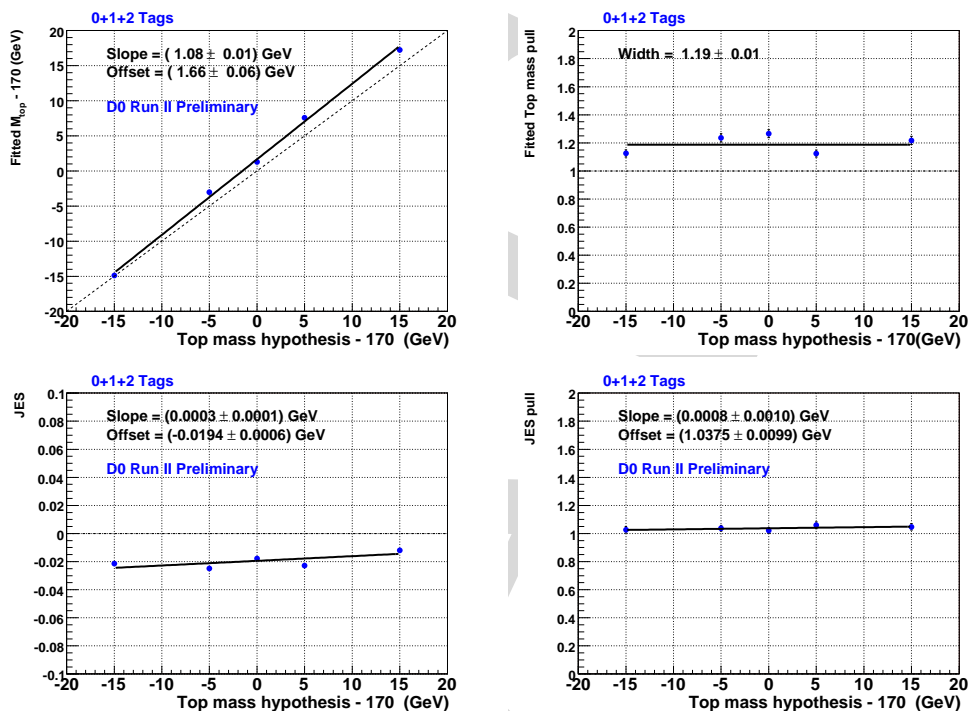 0+1+2 Tags
Fitted M_top - 170 (GeV)
Slope = ( 1.08 ± 0.01) GeV
Offset = ( 1.66 ± 0.06) GeV
D0 Run II Preliminary
20
15
10
5
0
-5
-10
-15
-20
-20 -15 -10 -5 0 5 10 15 20
Top mass hypothesis - 170 (GeV)
0+1+2 Tags
Fitted Top mass pull
Width = 1.19 ± 0.01
2
1.8
1.6
1.4
1.2
1
0.8
0.6
0.4
0.2
0
-20 -15 -10 -5 0 5 10 15 20
Top mass hypothesis - 170(GeV)
0+1+2 Tags
JES
Slope = (0.0003 ± 0.0001) GeV
Offset = (-0.0194 ± 0.0006) GeV
D0 Run II Preliminary
0.1
0.08
0.06
0.04
0.02
0
-0.02
-0.04
-0.06
-0.08
-0.1
-20 -15 -10 -5 0 5 10 15 20
Top mass hypothesis - 170 (GeV)
0+1+2 Tags
JES pull
Slope = (0.0008 ± 0.0010) GeV
Offset = (1.0375 ± 0.0099) GeV
D0 Run II Preliminary
2
1.8
1.6
1.4
1.2
1
0.8
0.6
0.4
0.2
0
-20 -15 -10 -5 0 5 10 15 20
Top mass hypothesis - 170 (GeV)